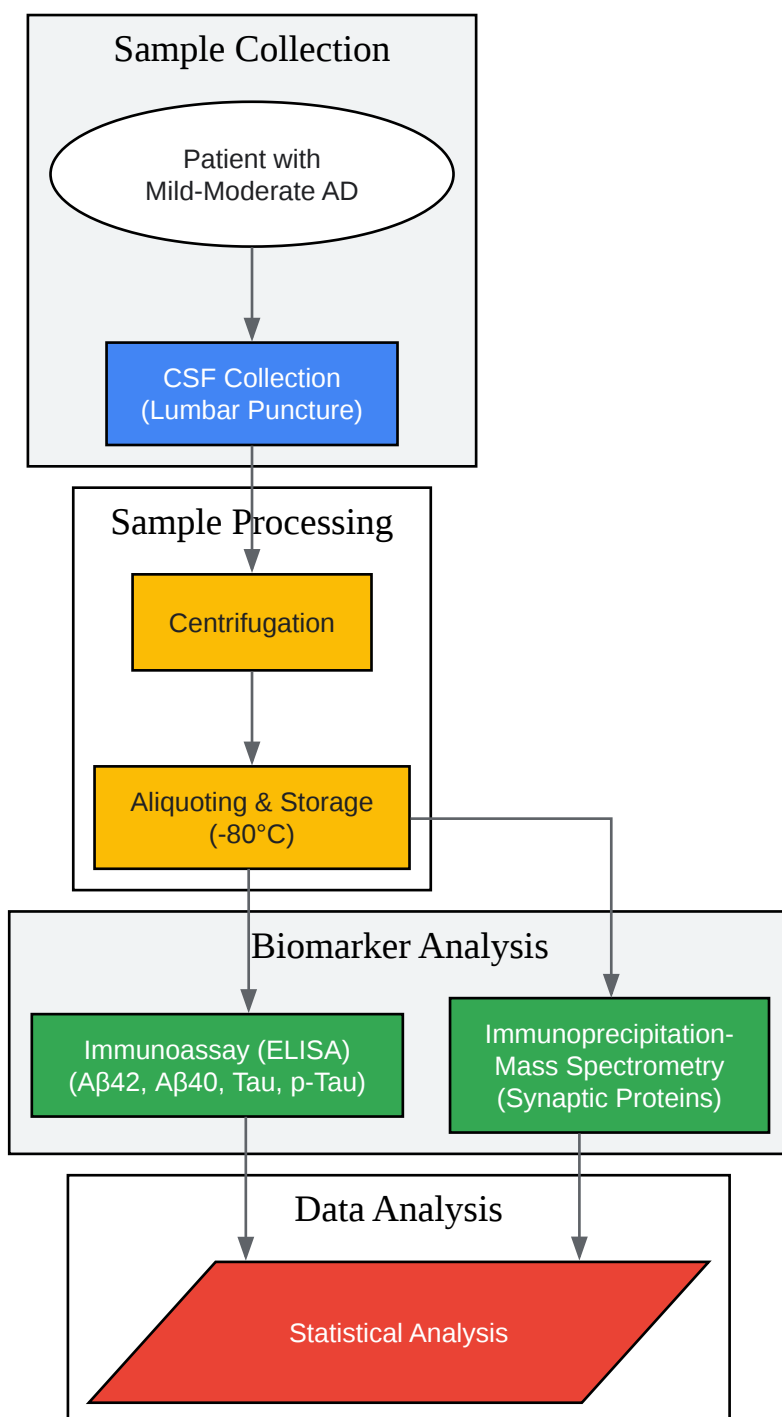 Sample Collection
Patient with
Mild-Moderate AD
CSF Collection
(Lumbar Puncture)
Sample Processing
Centrifugation
Aliquoting & Storage
(-80°C)
Biomarker Analysis
Immunoassay (ELISA)
(Aβ42, Aβ40, Tau, p-Tau)
Immunoprecipitation-
Mass Spectrometry
(Synaptic Proteins)
Data Analysis
Statistical Analysis